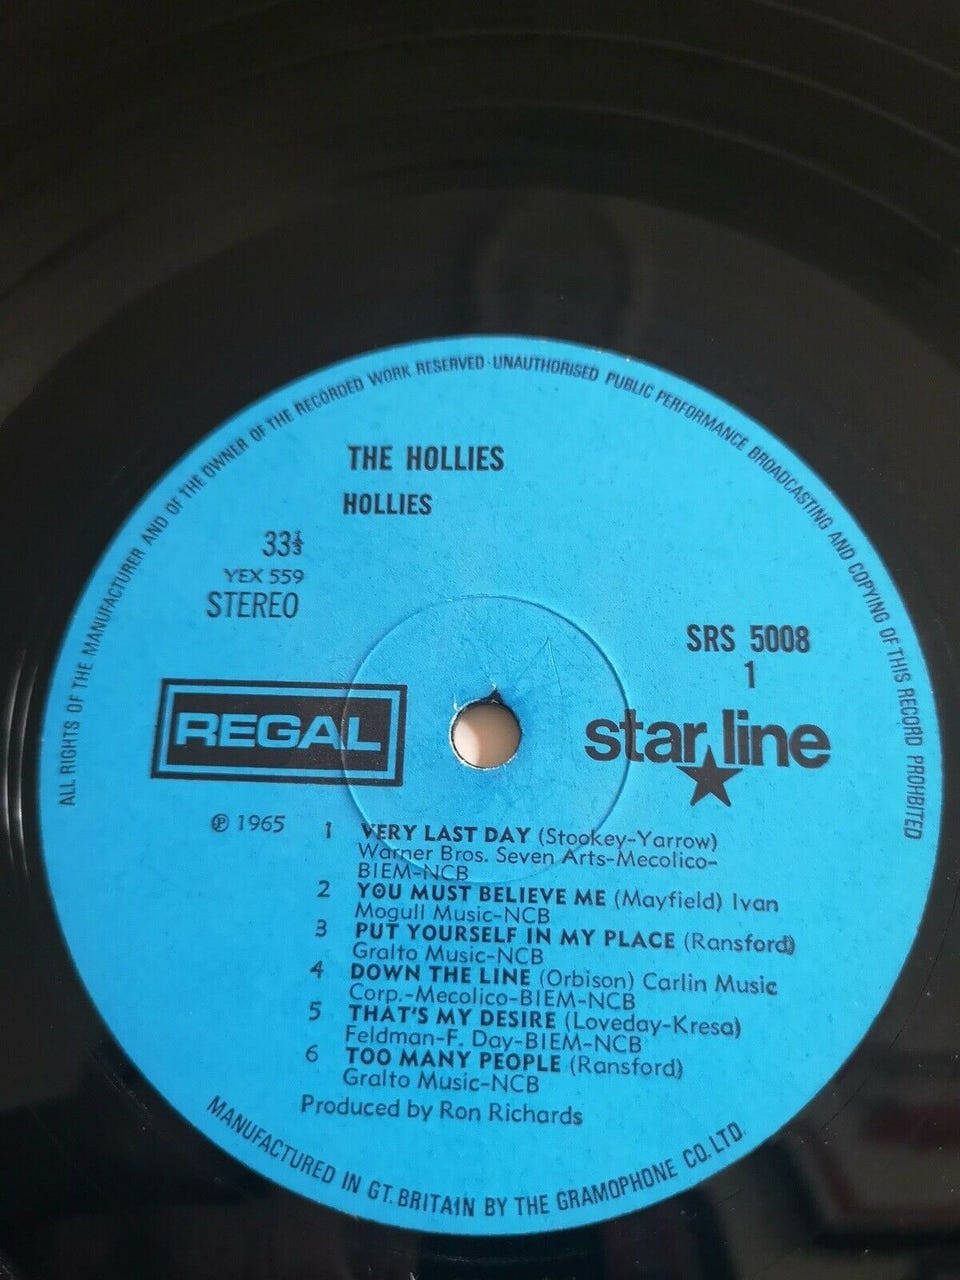 ALL RIGHTS OF THE MANUFACTURER AND OF THE OWNER OF THE RECORDED WORK RESERVED · UNAUTHORISED PUBLIC PERFORMANCE BROADCASTING AND COPYING OF THIS RECORD PROHIBITED
THE HOLLIES
HOLLIES
33⅓
YEX 559
STEREO
SRS 5008
1
REGAL
star line
℗ 1965
1 VERY LAST DAY (Stookey-Yarrow)
Warner Bros. Seven Arts-Mecolico-
BIEM-NCB
2 YOU MUST BELIEVE ME (Mayfield) Ivan
Mogull Music-NCB
3 PUT YOURSELF IN MY PLACE (Ransford)
Gralto Music-NCB
4 DOWN THE LINE (Orbison) Carlin Music
Corp.-Mecolico-BIEM-NCB
5 THAT'S MY DESIRE (Loveday-Kresa)
Feldman-F. Day-BIEM-NCB
6 TOO MANY PEOPLE (Ransford)
Gralto Music-NCB
Produced by Ron Richards
MANUFACTURED IN GT. BRITAIN BY THE GRAMOPHONE CO. LTD.